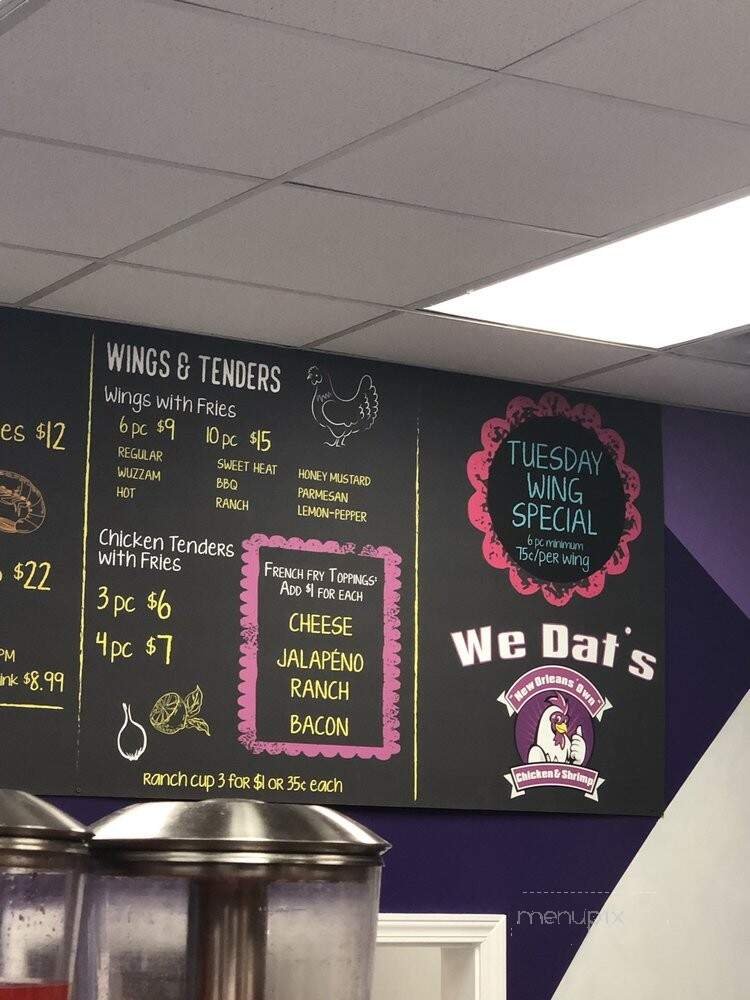 es $12
$22
PM
ink $8.99
WINGS & TENDERS
Wings with Fries
6 pc $9 10 pc $15
REGULAR
WUZZAM
HOT
SWEET HEAT
BBQ
RANCH
HONEY MUSTARD
PARMESAN
LEMON-PEPPER
Chicken Tenders
with Fries
3 pc $6
4 pc $7
FRENCH FRY TOPPINGS:
ADD $1 FOR EACH
CHEESE
JALAPÉNO
RANCH
BACON
Ranch cup 3 for $1 or 35¢ each
TUESDAY
WING
SPECIAL
6 pc minimum
75¢/per wing
We Dat's
"New Orleans' Own"
Chicken & Shrimp
menupix